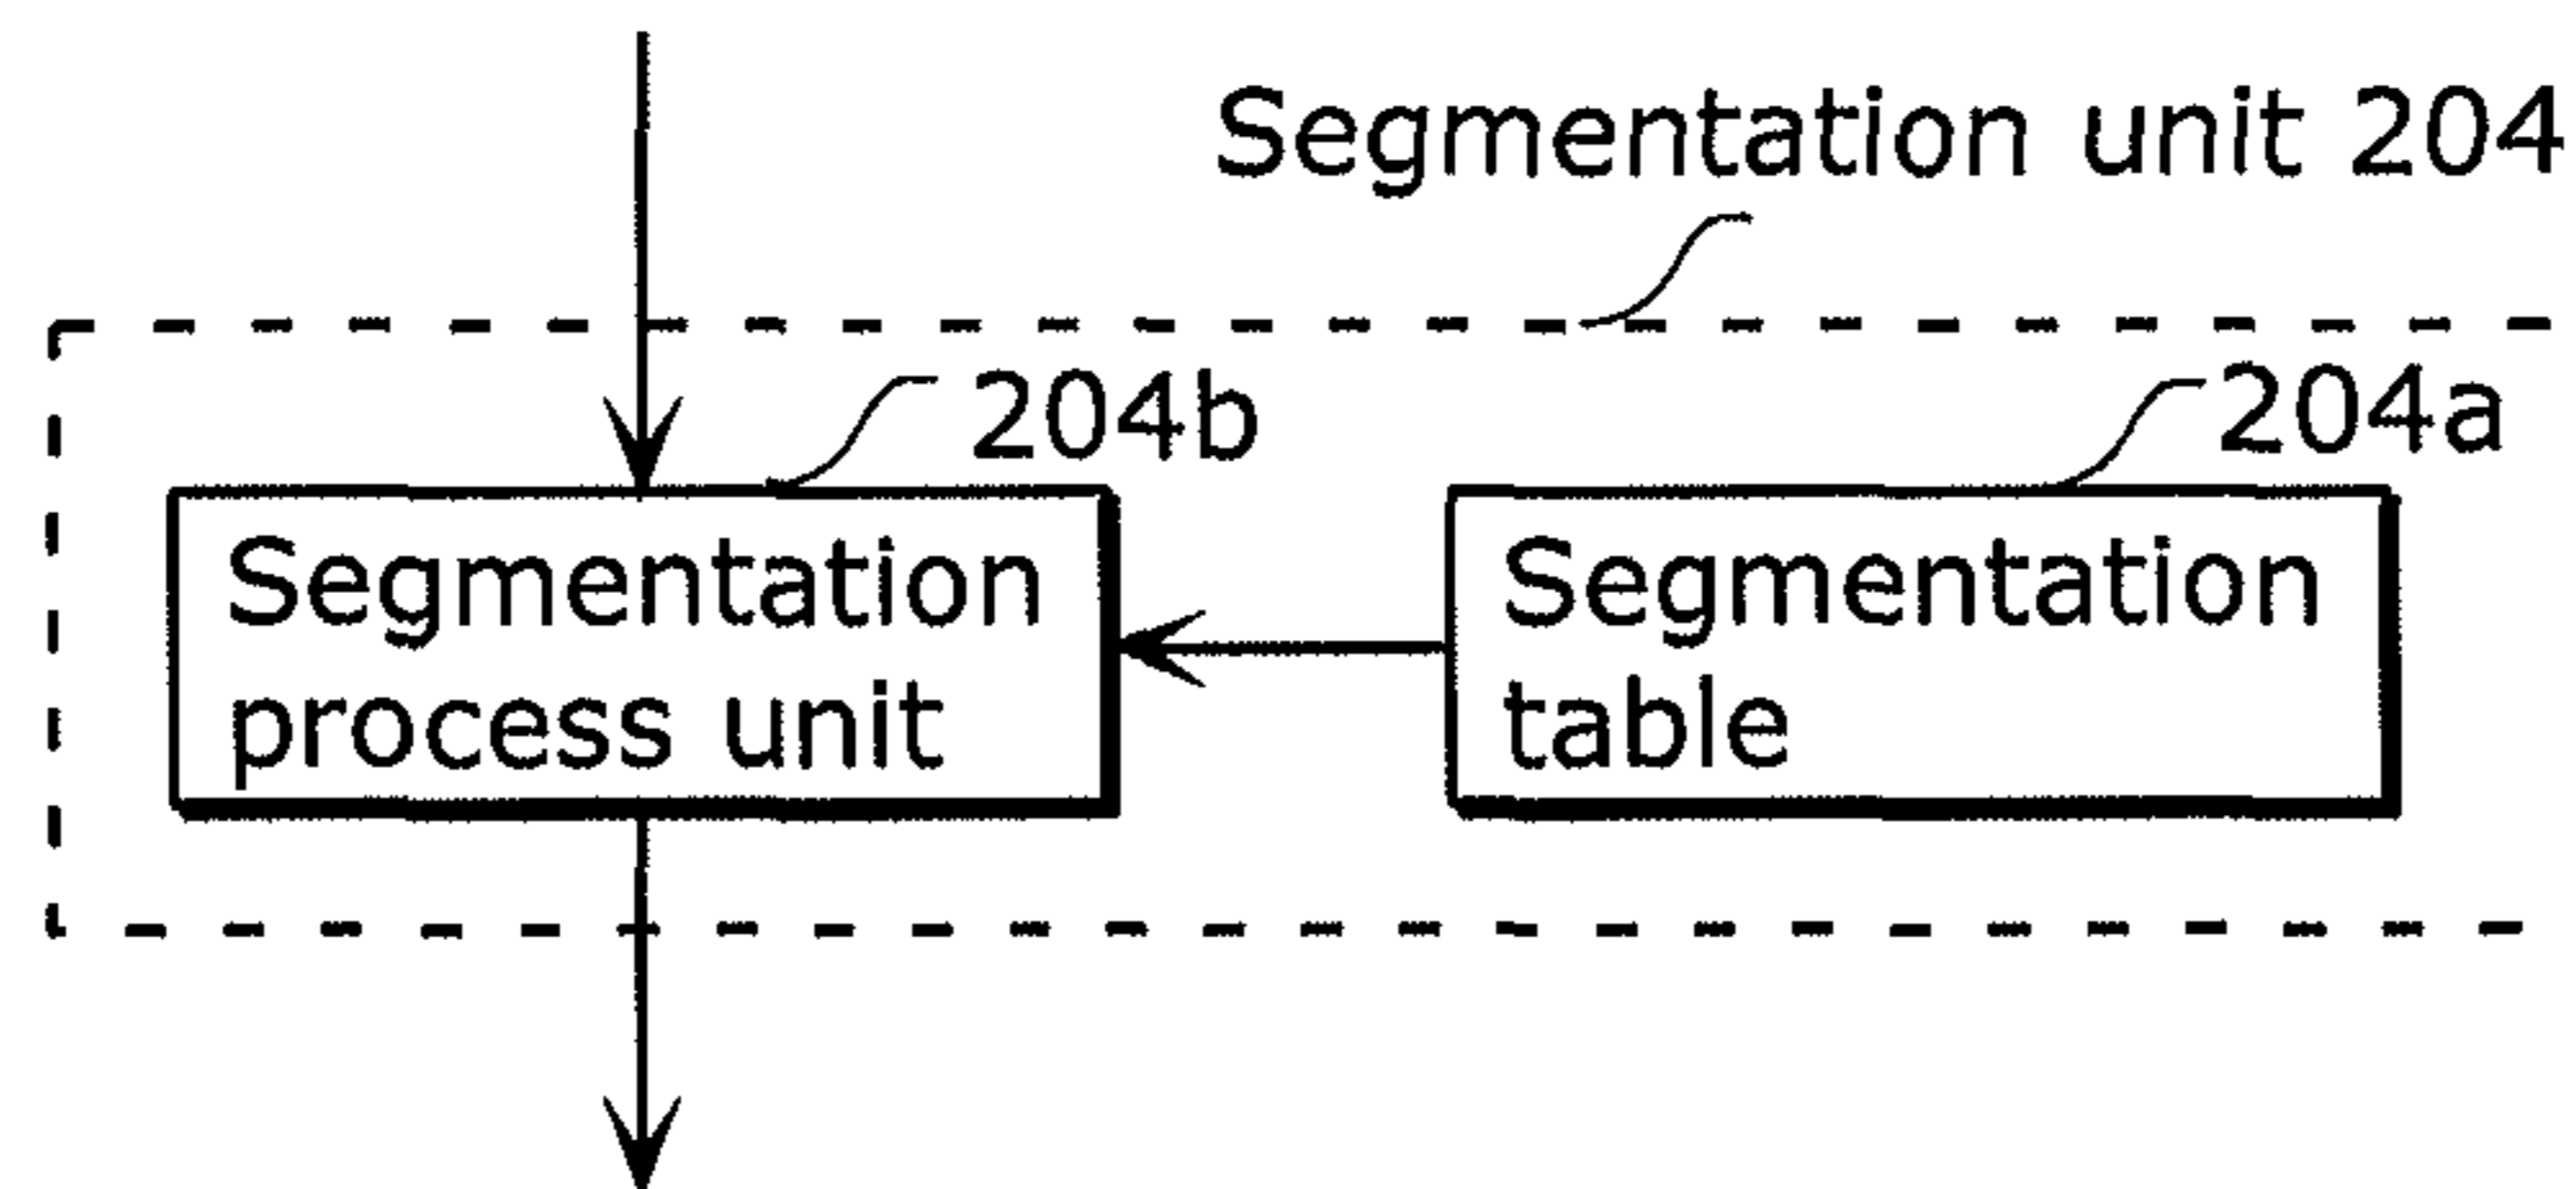 Segmentation unit 204
204b
204a
Segmentation
process unit
Segmentation
table